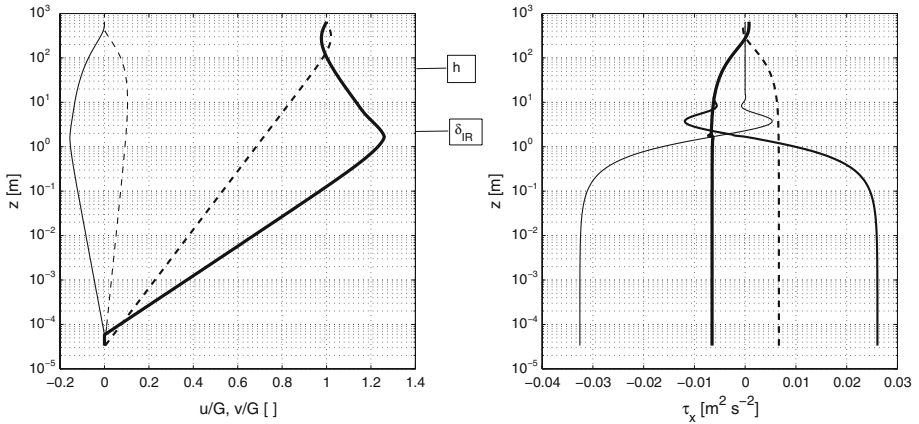 10³
10²
10¹
10⁰
10⁻¹
10⁻²
10⁻³
10⁻⁴
10⁻⁵
z [m]
−0.2 0 0.2 0.4 0.6 0.8 1 1.2 1.4
u/G, v/G [ ]
h
δ_IR
10³
10²
10¹
10⁰
10⁻¹
10⁻²
10⁻³
10⁻⁴
10⁻⁵
z [m]
−0.04 −0.03 −0.02 −0.01 0 0.01 0.02 0.03
τ_x [m² s⁻²]